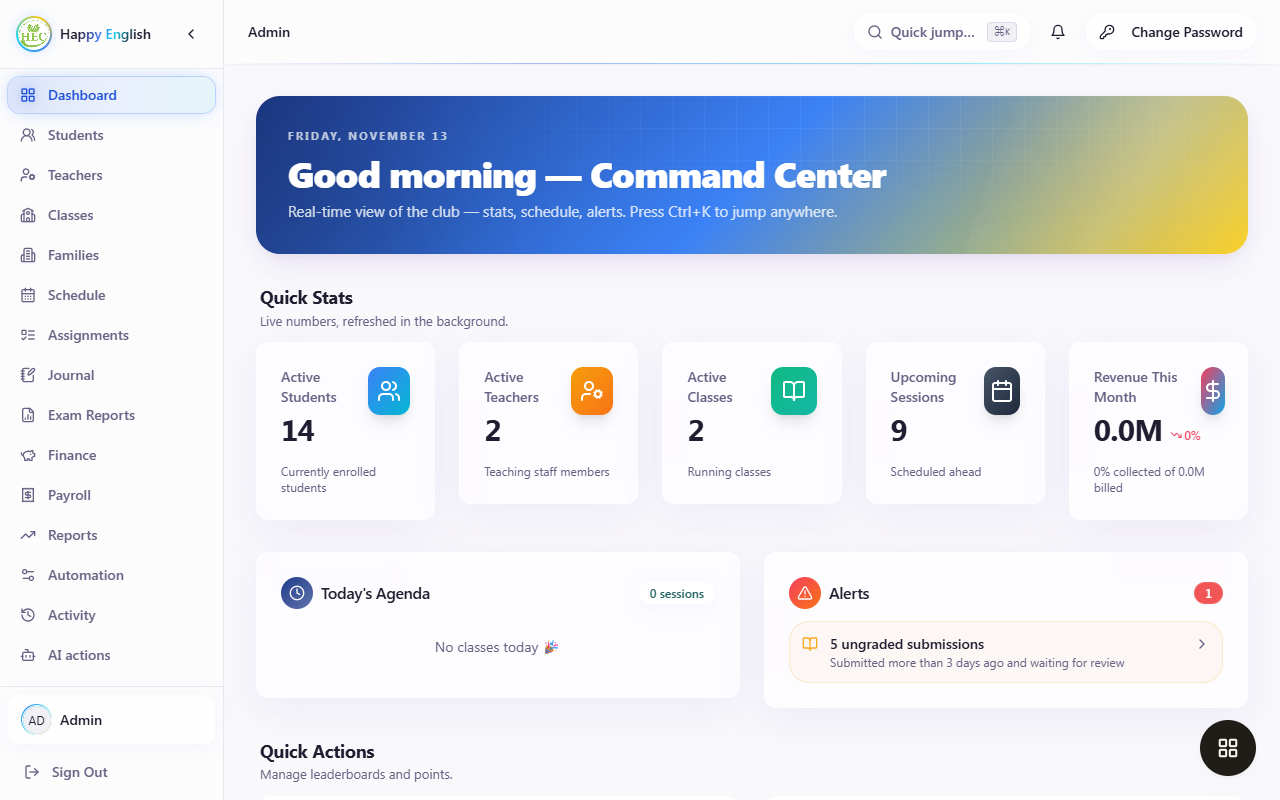 HEC
Happy English
Dashboard
Students
Teachers
Classes
Families
Schedule
Assignments
Journal
Exam Reports
Finance
Payroll
Reports
Automation
Activity
AI actions
AD
Admin
Sign Out
Admin
Quick jump...
⌘K
Change Password
FRIDAY, NOVEMBER 13
Good morning — Command Center
Real-time view of the club — stats, schedule, alerts. Press Ctrl+K to jump anywhere.
Quick Stats
Live numbers, refreshed in the background.
Active
Students
14
Currently enrolled
students
Active
Teachers
2
Teaching staff members
Active
Classes
2
Running classes
Upcoming
Sessions
9
Scheduled ahead
Revenue This
Month
0.0M
0%
0% collected of 0.0M
billed
Today's Agenda
0 sessions
No classes today 🎉
Alerts
1
5 ungraded submissions
Submitted more than 3 days ago and waiting for review
Quick Actions
Manage leaderboards and points.